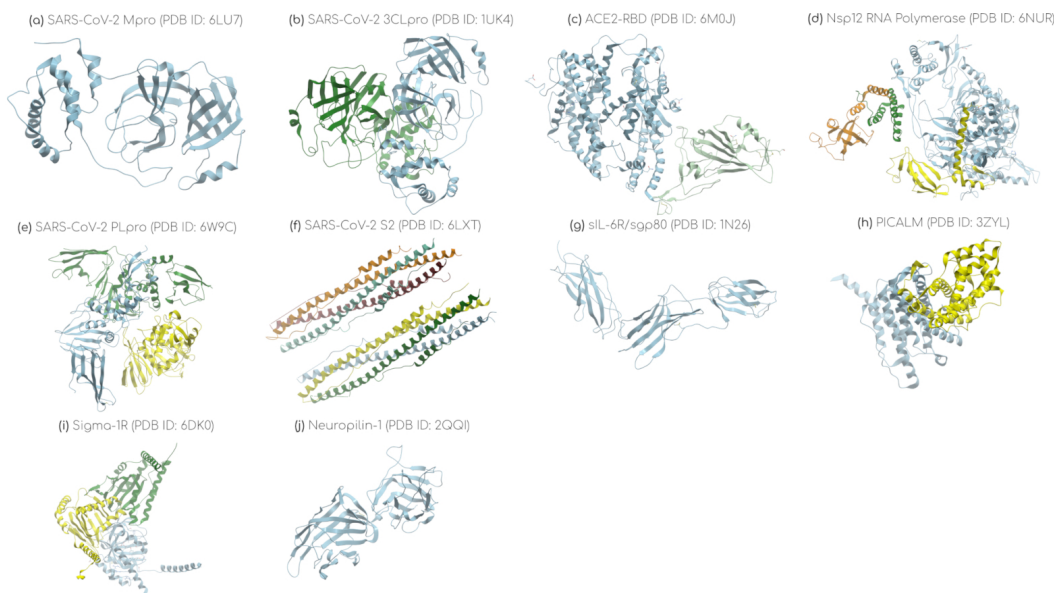 (a) SARS-CoV-2 Mpro (PDB ID: 6LU7)
(b) SARS-CoV-2 3CLpro (PDB ID: 1UK4)
(c) ACE2-RBD (PDB ID: 6M0J)
(d) Nsp12 RNA Polymerase (PDB ID: 6NUR)
(e) SARS-CoV-2 PLpro (PDB ID: 6W9C)
(f) SARS-CoV-2 S2 (PDB ID: 6LXT)
(g) sIL-6R/sgp80 (PDB ID: 1N26)
(h) PICALM (PDB ID: 3ZYL)
(i) Sigma-1R (PDB ID: 6DK0)
(j) Neuropilin-1 (PDB ID: 2QQI)